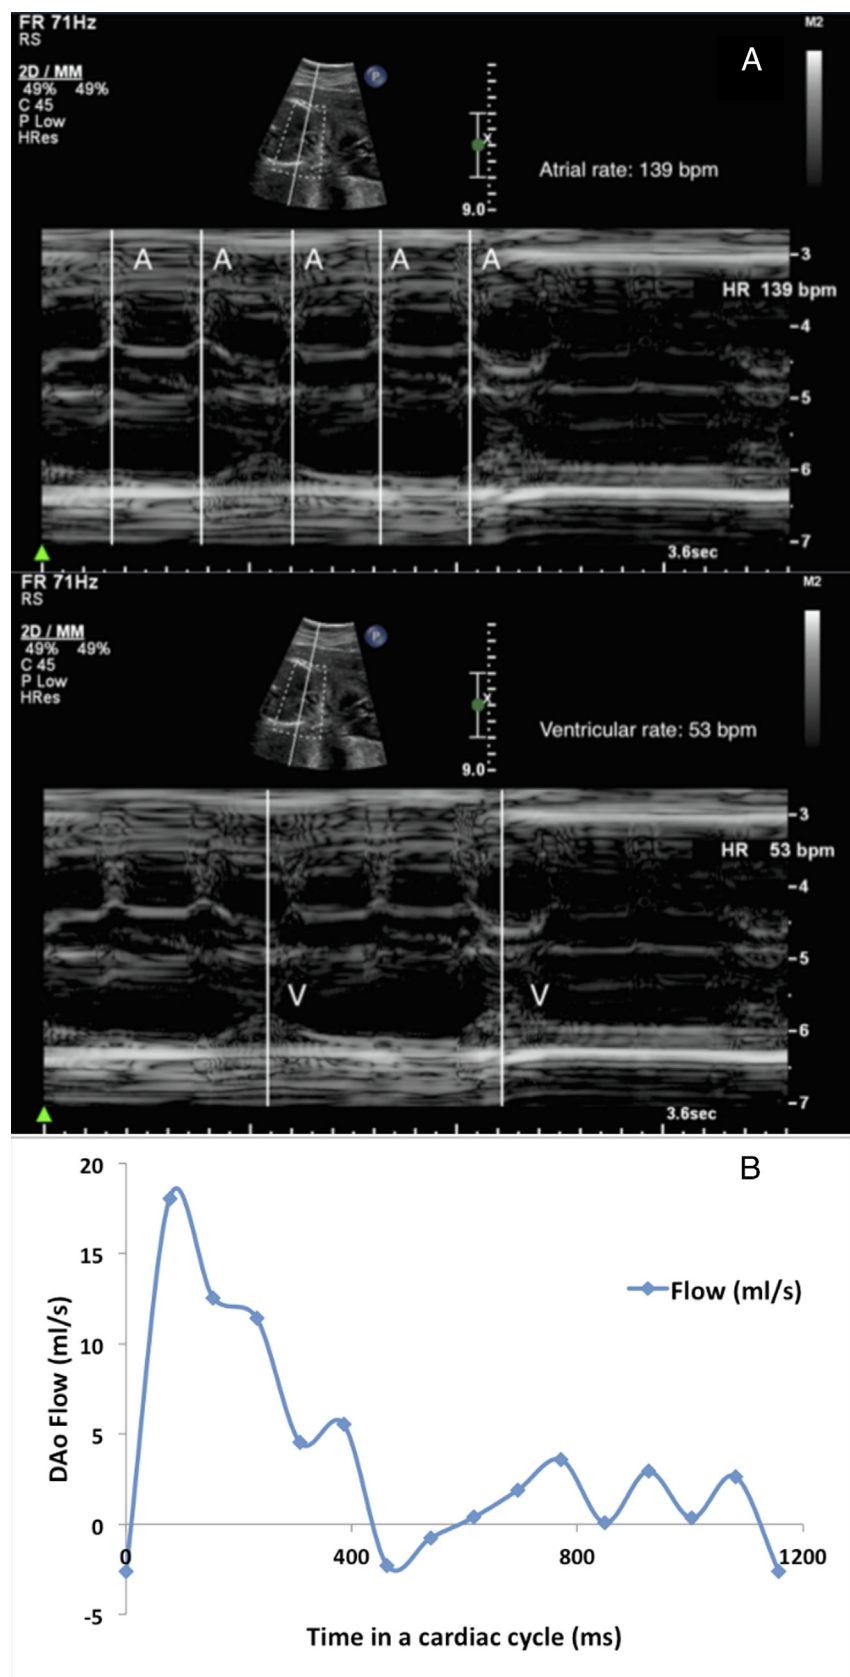 FR 71Hz
RS
M2
A
2D / MM
49% 49%
C 45
P Low
HRes
P
X
Atrial rate: 139 bpm
9.0
A A A A A
3
HR 139 bpm
4
5
6
3.6sec
7
FR 71Hz
RS
M2
2D / MM
49% 49%
C 45
P Low
HRes
P
X
Ventricular rate: 53 bpm
9.0
3
HR 53 bpm
4
5
V V
6
3.6sec
7
B
20
15
Flow (ml/s)
10
DAo Flow (ml/s)
5
0
0 400 800 1200
-5
Time in a cardiac cycle (ms)